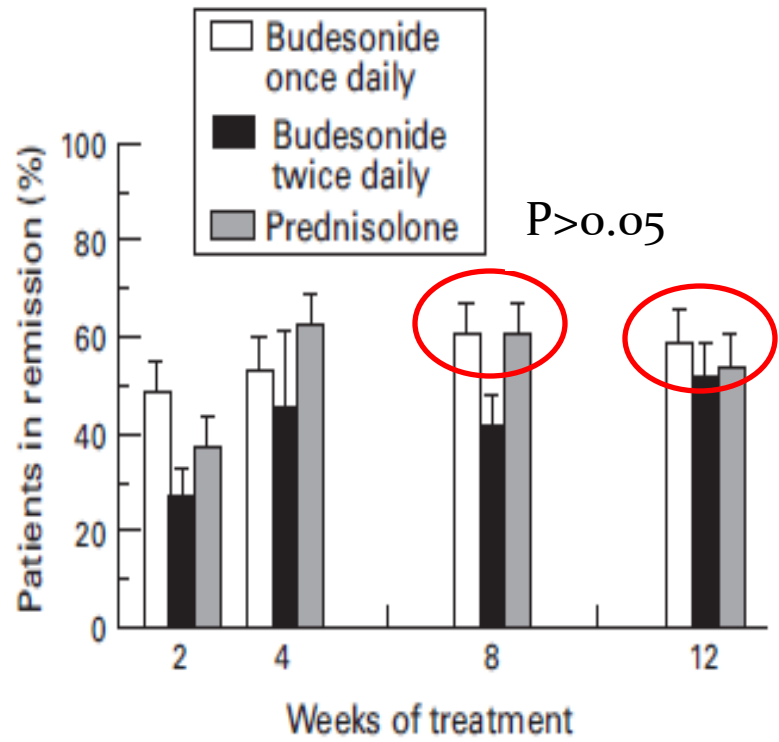 Budesonide
once daily
Budesonide
twice daily
Prednisolone
P>0.05
Patients in remission (%)
100
80
60
40
20
0
2 4 8 12
Weeks of treatment